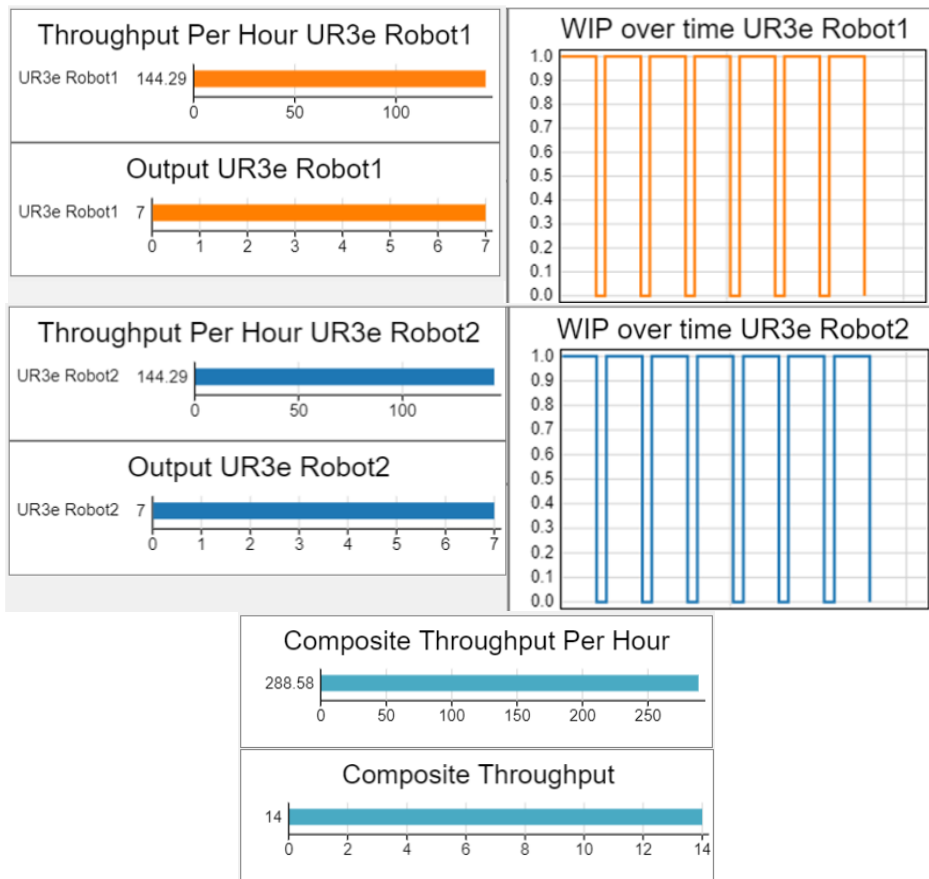 Throughput Per Hour UR3e Robot1
UR3e Robot1 144.29
0 50 100
Output UR3e Robot1
UR3e Robot1 7
0 1 2 3 4 5 6 7
WIP over time UR3e Robot1
1.0
0.9
0.8
0.7
0.6
0.5
0.4
0.3
0.2
0.1
0.0
Throughput Per Hour UR3e Robot2
UR3e Robot2 144.29
0 50 100
Output UR3e Robot2
UR3e Robot2 7
0 1 2 3 4 5 6 7
WIP over time UR3e Robot2
1.0
0.9
0.8
0.7
0.6
0.5
0.4
0.3
0.2
0.1
0.0
Composite Throughput Per Hour
288.58
0 50 100 150 200 250
Composite Throughput
14
0 2 4 6 8 10 12 14